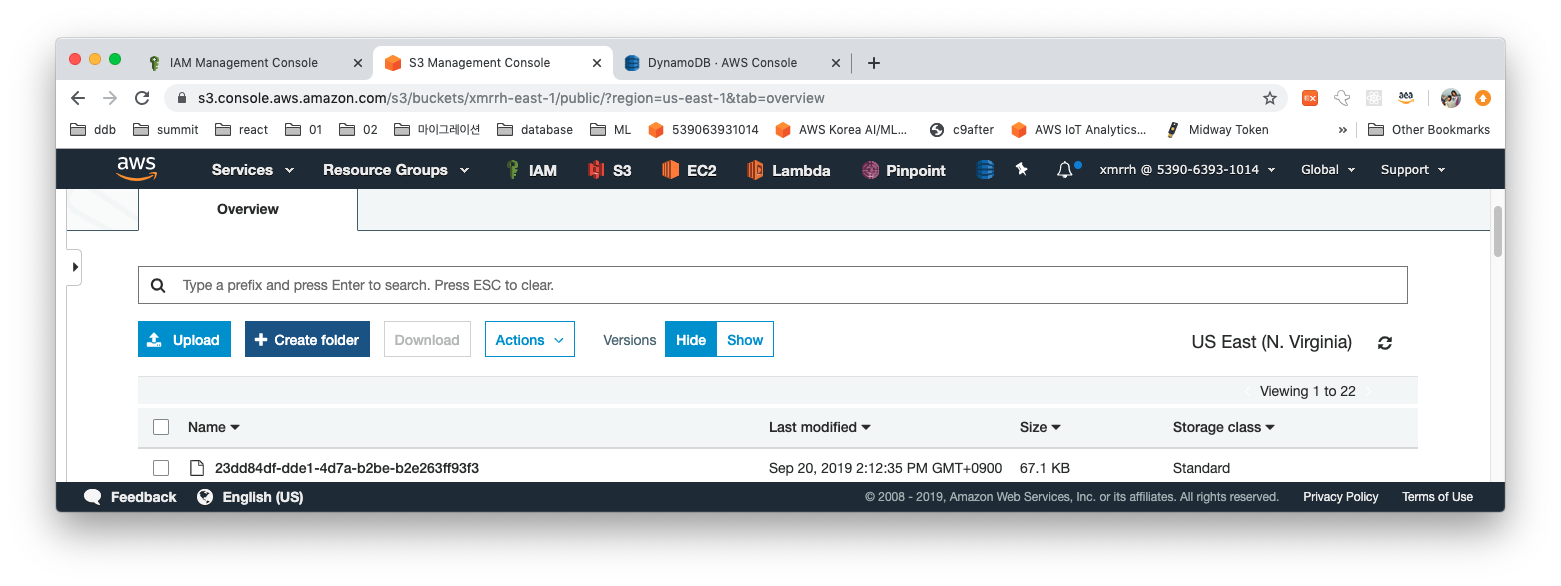 IAM Management Console
S3 Management Console
DynamoDB · AWS Console
s3.console.aws.amazon.com/s3/buckets/xmrrh-east-1/public/?region=us-east-1&tab=overview
EX
ddb summit react 01 02 마이그레이션 database ML 539063931014 AWS Korea AI/ML... c9after AWS IoT Analytics... Midway Token » Other Bookmarks
aws Services Resource Groups IAM S3 EC2 Lambda Pinpoint xmrrh @ 5390-6393-1014 Global Support
Overview
Type a prefix and press Enter to search. Press ESC to clear.
Upload Create folder Download Actions Versions Hide Show US East (N. Virginia)
Viewing 1 to 22
Name Last modified Size Storage class
23dd84df-dde1-4d7a-b2be-b2e263ff93f3 Sep 20, 2019 2:12:35 PM GMT+0900 67.1 KB Standard
Feedback English (US) © 2008 - 2019, Amazon Web Services, Inc. or its affiliates. All rights reserved. Privacy Policy Terms of Use